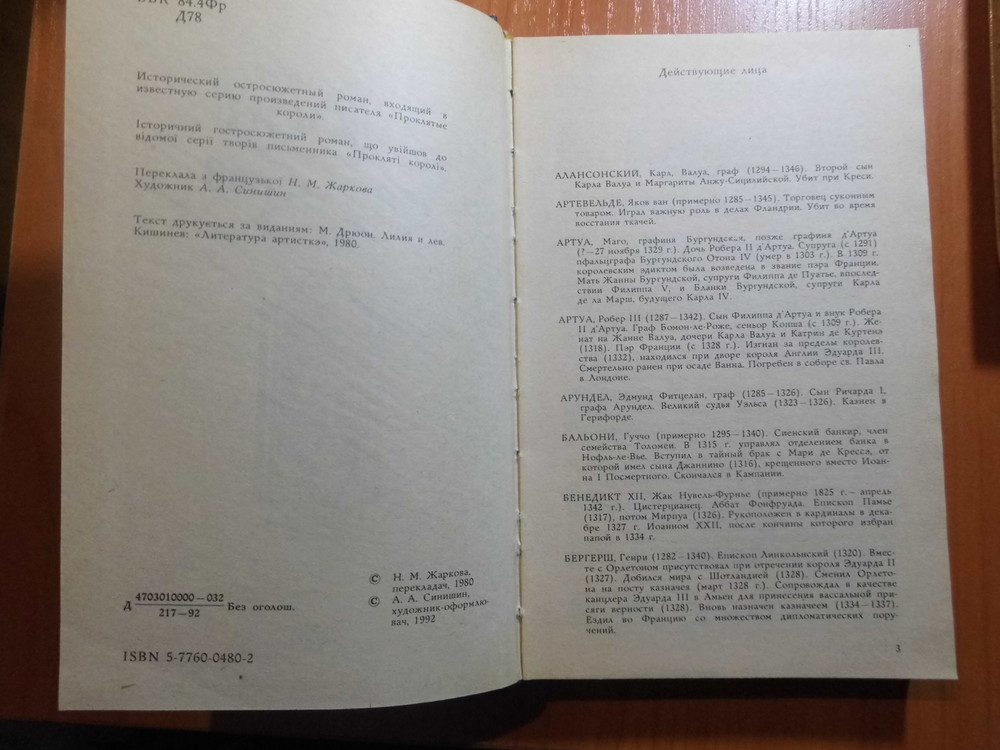 ББК 84.4Фр
Д78
Исторический остросюжетный роман, входящий в
известную серию произведений писателя «Проклятые
короли».
Історичний гостросюжетний роман, що увійшов до
відомої серії творів письменника «Прокляті королі».
Переклала з французької Н. М. Жаркова
Художник А. А. Синишин
Текст друкується за виданням: М. Дрюон. Лилия и лев.
Кишинев: «Литература артисткэ», 1980.
Д 4703010000—032
217—92
Без оголош.
© Н. М. Жаркова,
перекладач, 1980
© А. А. Синишин,
художник-оформлю-
вач, 1992
ISBN 5-7760-0480-2
Действующие лица
АЛАНСОНСКИЙ, Карл, Валуа, граф (1294—1346). Второй сын
Карла Валуа и Маргариты Анжу-Сицилийской. Убит при Креси.
АРТЕВЕЛЬДЕ, Яков ван (примерно 1285—1345). Торговец суконным
товаром. Играл важную роль в делах Фландрии. Убит во время
восстания ткачей.
АРТУА, Маго, графиня Бургундская, позже графиня д'Артуа
(?—27 ноября 1329 г.). Дочь Робера II д'Артуа. Супруга (с 1291)
пфальцграфа Бургундского Отона IV (умер в 1303 г.). В 1309 г.
королевским эдиктом была возведена в звание пэра Франции.
Мать Жанны Бургундской, супруги Филиппа де Пуатье, впослед-
ствии Филиппа V, и Бланки Бургундской, супруги Карла
де ла Марш, будущего Карла IV.
АРТУА, Робер III (1287—1342). Сын Филиппа д'Артуа и внук Робера
II д'Артуа. Граф Бомон-ле-Роже, сеньор Конша (с 1309 г.). Же-
нат на Жанне Валуа, дочери Карла Валуа и Катрин де Куртенэ
(1318). Пэр Франции (с 1328 г.). Изгнан за пределы королев-
ства (1332), находился при дворе короля Англии Эдуарда III.
Смертельно ранен при осаде Ванна. Погребен в соборе св. Павла
в Лондоне.
АРУНДЕЛ, Эдмунд Фитцелан, граф (1285—1326). Сын Ричарда I,
графа Арундел. Великий судья Уэльса (1323—1326). Казнен в
Герифорде.
БАЛЬОНИ, Гуччо (примерно 1295—1340). Сиенский банкир, член
семейства Толомеи. В 1315 г. управлял отделением банка в
Нофль-ле-Вье. Вступил в тайный брак с Мари де Крессэ, от
которой имел сына Джаннино (1316), крещенного вместо Иоан-
на I Посмертного. Скончался в Кампании.
БЕНЕДИКТ XII, Жак Нувель-Фурнье (примерно 1825 г.— апрель
1342 г.). Цистерцианец. Аббат Фонфруада. Епископ Памье
(1317), потом Мирпуа (1326). Рукоположен в кардиналы в дека-
бре 1327 г. Иоанном XXII, после кончины которого избран
папой в 1334 г.
БЕРГЕРШ, Генри (1282—1340). Епископ Линкольнский (1320). Вмес-
те с Орлетоном присутствовал при отречении короля Эдуарда II
(1327). Добился мира с Шотландией (1328). Сменил Орлето-
на на посту казначея (март 1328 г.). Сопровождал в качестве
канцлера Эдуарда III в Амьен для принесения вассальной при-
сяги верности (1328). Вновь назначен казначеем (1334—1337).
Ездил во Францию со множеством дипломатических пору-
чений.
3